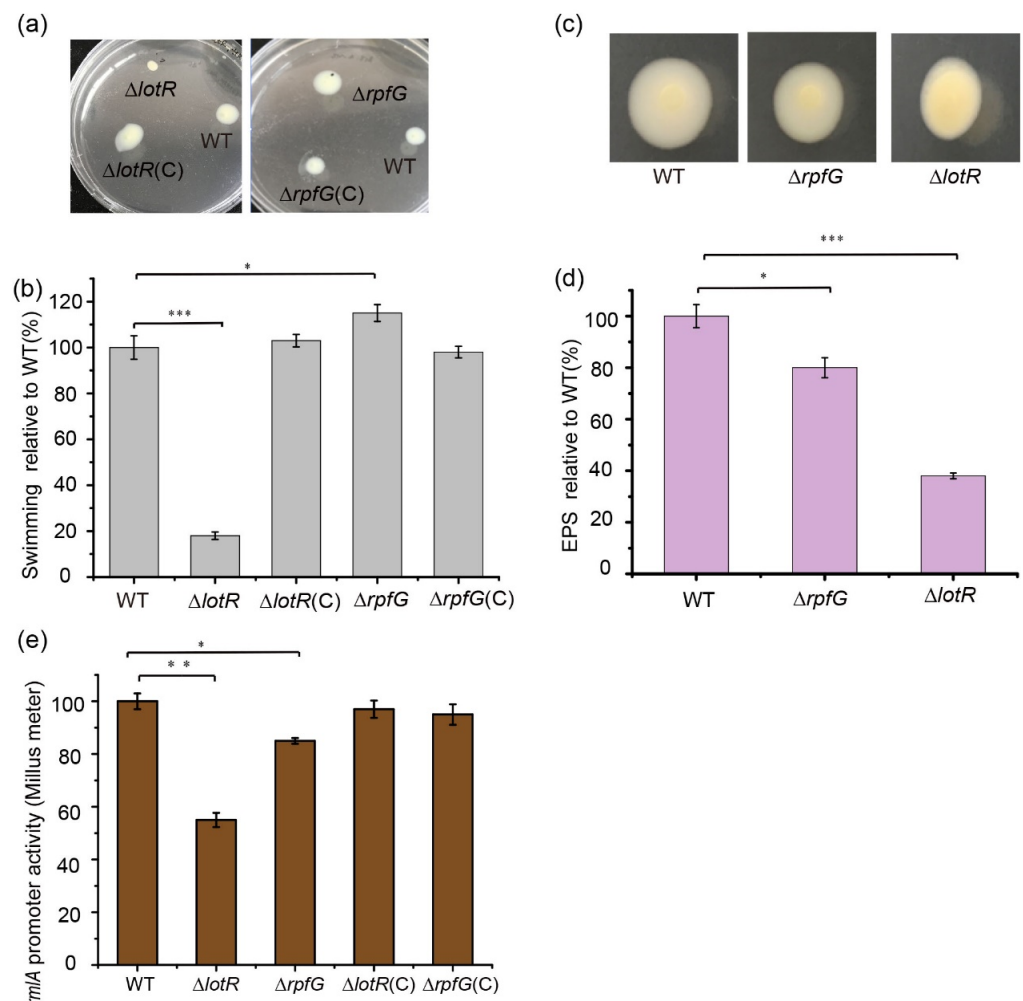 (a)
ΔlotR
WT
ΔlotR(C)
ΔrpfG
WT
ΔrpfG(C)
(c)
WT
ΔrpfG
ΔlotR
(b)
Swimming relative to WT(%)
120
100
80
60
40
20
0
*
***
WT
ΔlotR
ΔlotR(C)
ΔrpfG
ΔrpfG(C)
(d)
EPS relative to WT(%)
100
80
60
40
20
0
***
*
WT
ΔrpfG
ΔlotR
(e)
rmlA promoter activity (Millus meter)
100
80
60
40
20
0
*
* *
WT
ΔlotR
ΔrpfG
ΔlotR(C)
ΔrpfG(C)